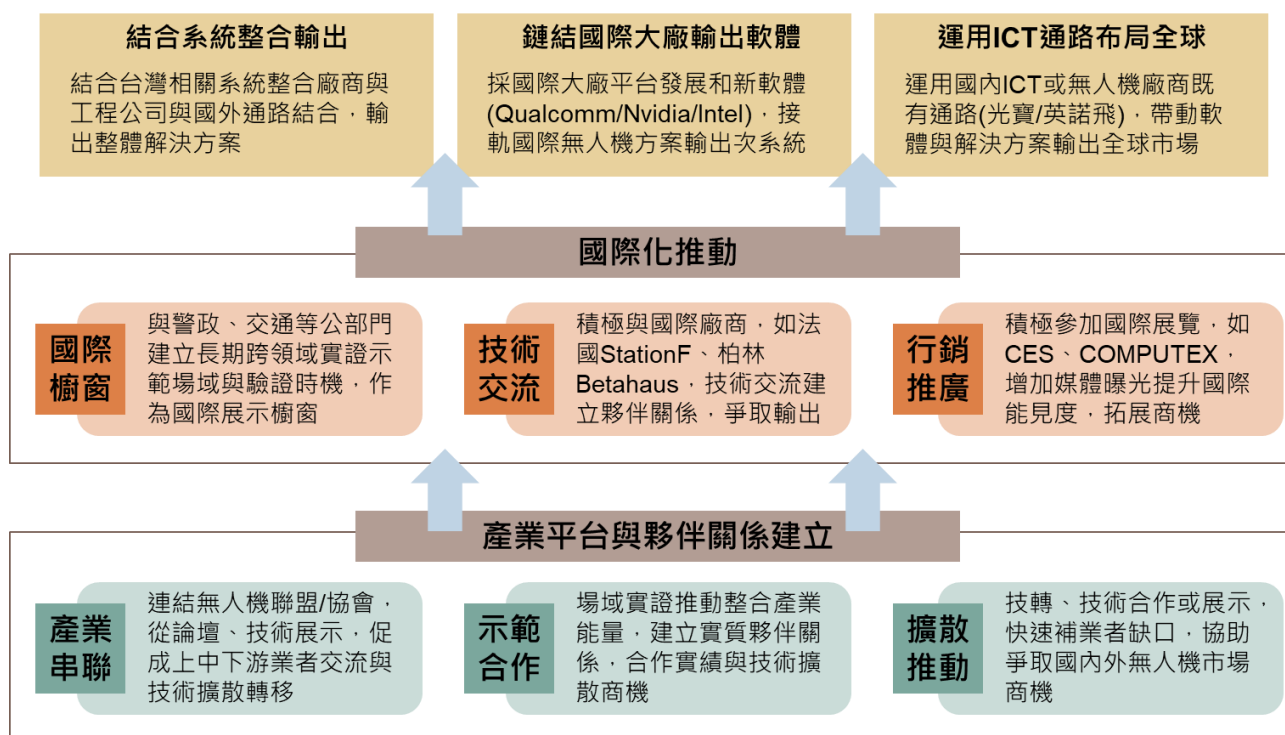 結合系統整合輸出
結合台灣相關系統整合廠商與
工程公司與國外通路結合，輸
出整體解決方案
鏈結國際大廠輸出軟體
採國際大廠平台發展和新軟體
(Qualcomm/Nvidia/Intel)，接
軌國際無人機方案輸出次系統
運用ICT通路布局全球
運用國內ICT或無人機廠商既
有通路(光寶/英諾飛)，帶動軟
體與解決方案輸出全球市場
國際化推動
國際
櫥窗
與警政、交通等公部門
建立長期跨領域實證示
範場域與驗證時機，作
為國際展示櫥窗
技術
交流
積極與國際廠商，如法
國StationF、柏林
Betahaus，技術交流建
立夥伴關係，爭取輸出
行銷
推廣
積極參加國際展覽，如
CES、COMPUTEX，
增加媒體曝光提升國際
能見度，拓展商機
產業平台與夥伴關係建立
產業
串聯
連結無人機聯盟/協會，
從論壇、技術展示，促
成上中下游業者交流與
技術擴散轉移
示範
合作
場域實證推動整合產業
能量，建立實質夥伴關
係，合作實績與技術擴
散商機
擴散
推動
技轉、技術合作或展示，
快速補業者缺口，協助
爭取國內外無人機市場
商機